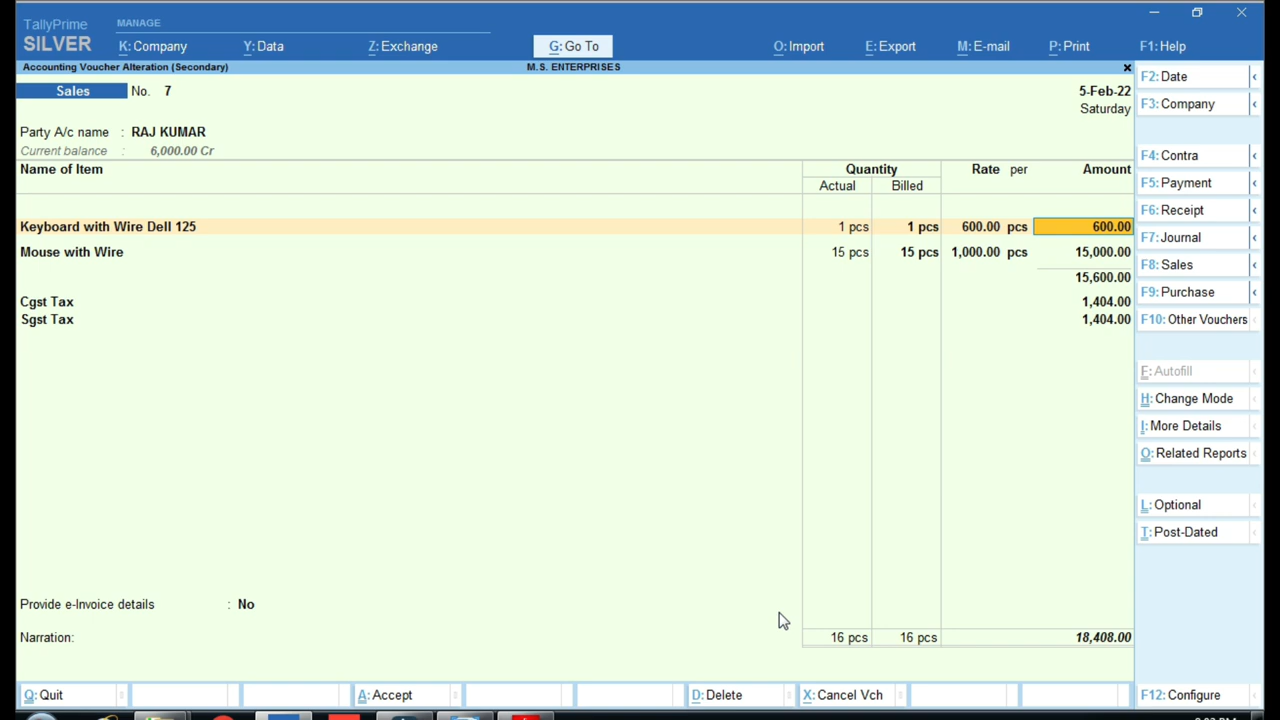 TallyPrime
MANAGE
SILVER
K: Company
Y: Data
Z: Exchange
G: Go To
O: Import
E: Export
M: E-mail
P: Print
F1: Help
Accounting Voucher Alteration (Secondary)
M.S. ENTERPRISES
F2: Date
Sales No. 7
5-Feb-22
F3: Company
Saturday
Party A/c name : RAJ KUMAR
Current balance : 6,000.00 Cr
F4: Contra
Name of Item Quantity Rate per Amount
Actual Billed
F5: Payment
F6: Receipt
Keyboard with Wire Dell 125 1 pcs 1 pcs 600.00 pcs 600.00
F7: Journal
Mouse with Wire 15 pcs 15 pcs 1,000.00 pcs 15,000.00
F8: Sales
15,600.00
F9: Purchase
Cgst Tax 1,404.00
Sgst Tax 1,404.00
F10: Other Vouchers
F: Autofill
H: Change Mode
I: More Details
O: Related Reports
L: Optional
T: Post-Dated
Provide e-Invoice details : No
Narration: 16 pcs 16 pcs 18,408.00
Q: Quit
A: Accept
D: Delete
X: Cancel Vch
F12: Configure